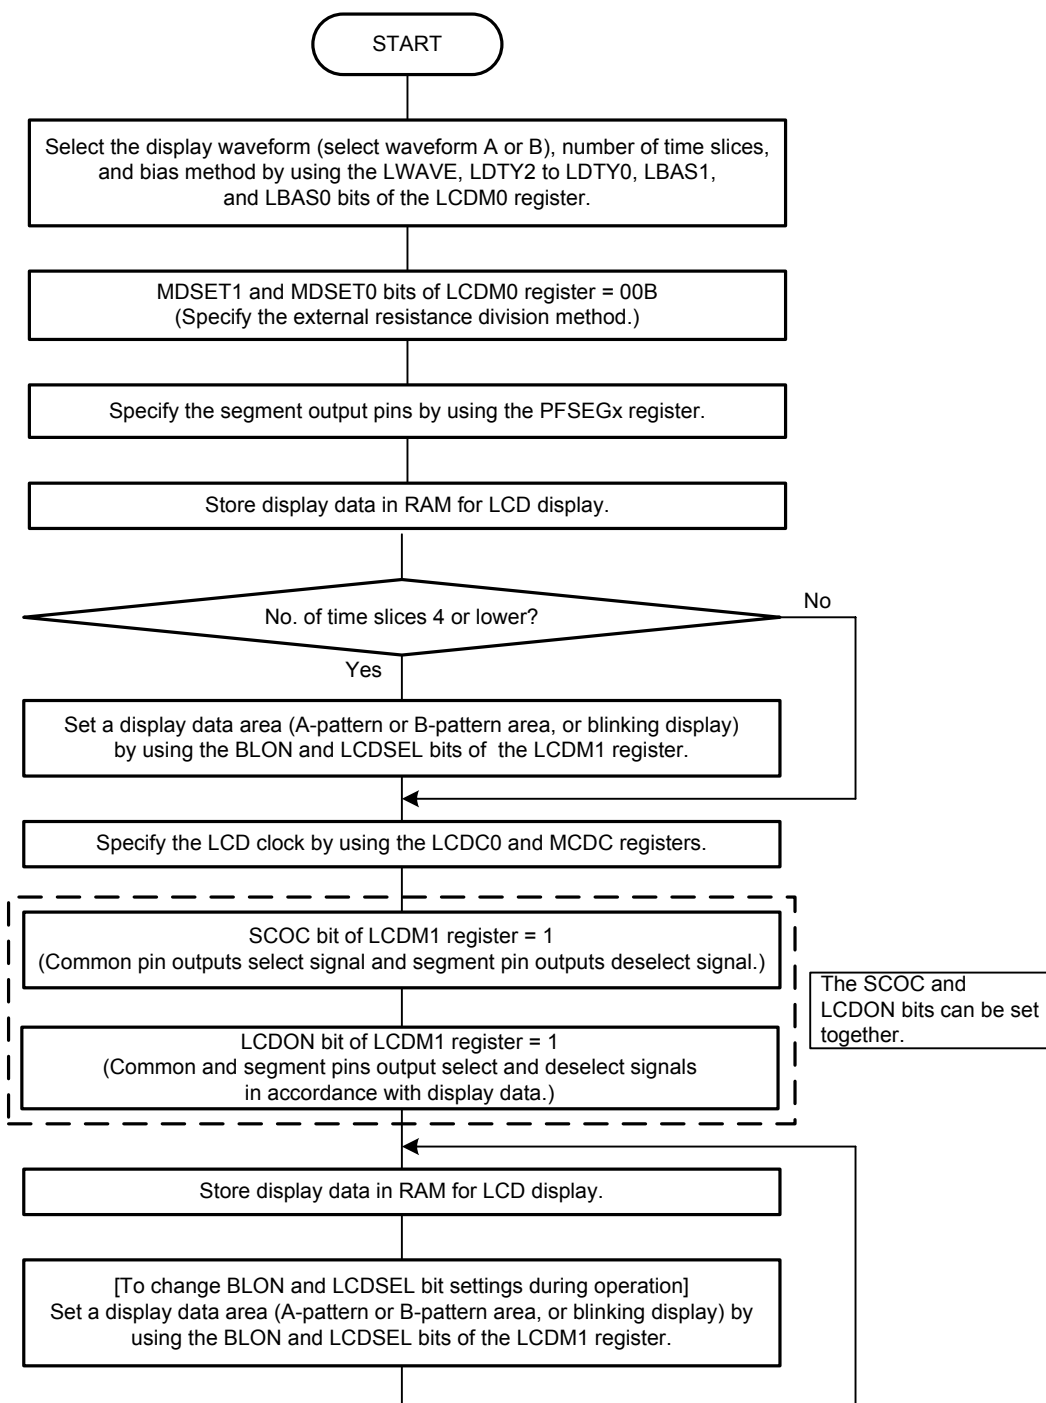 START
Select the display waveform (select waveform A or B), number of time slices,
and bias method by using the LWAVE, LDTY2 to LDTY0, LBAS1,
and LBAS0 bits of the LCDM0 register.
MDSET1 and MDSET0 bits of LCDM0 register = 00B
(Specify the external resistance division method.)
Specify the segment output pins by using the PFSEGx register.
Store display data in RAM for LCD display.
No. of time slices 4 or lower?
No
Yes
Set a display data area (A-pattern or B-pattern area, or blinking display)
by using the BLON and LCDSEL bits of the LCDM1 register.
Specify the LCD clock by using the LCDC0 and MCDC registers.
SCOC bit of LCDM1 register = 1
(Common pin outputs select signal and segment pin outputs deselect signal.)
The SCOC and
LCDON bits can be set
together.
LCDON bit of LCDM1 register = 1
(Common and segment pins output select and deselect signals
in accordance with display data.)
Store display data in RAM for LCD display.
[To change BLON and LCDSEL bit settings during operation]
Set a display data area (A-pattern or B-pattern area, or blinking display) by
using the BLON and LCDSEL bits of the LCDM1 register.